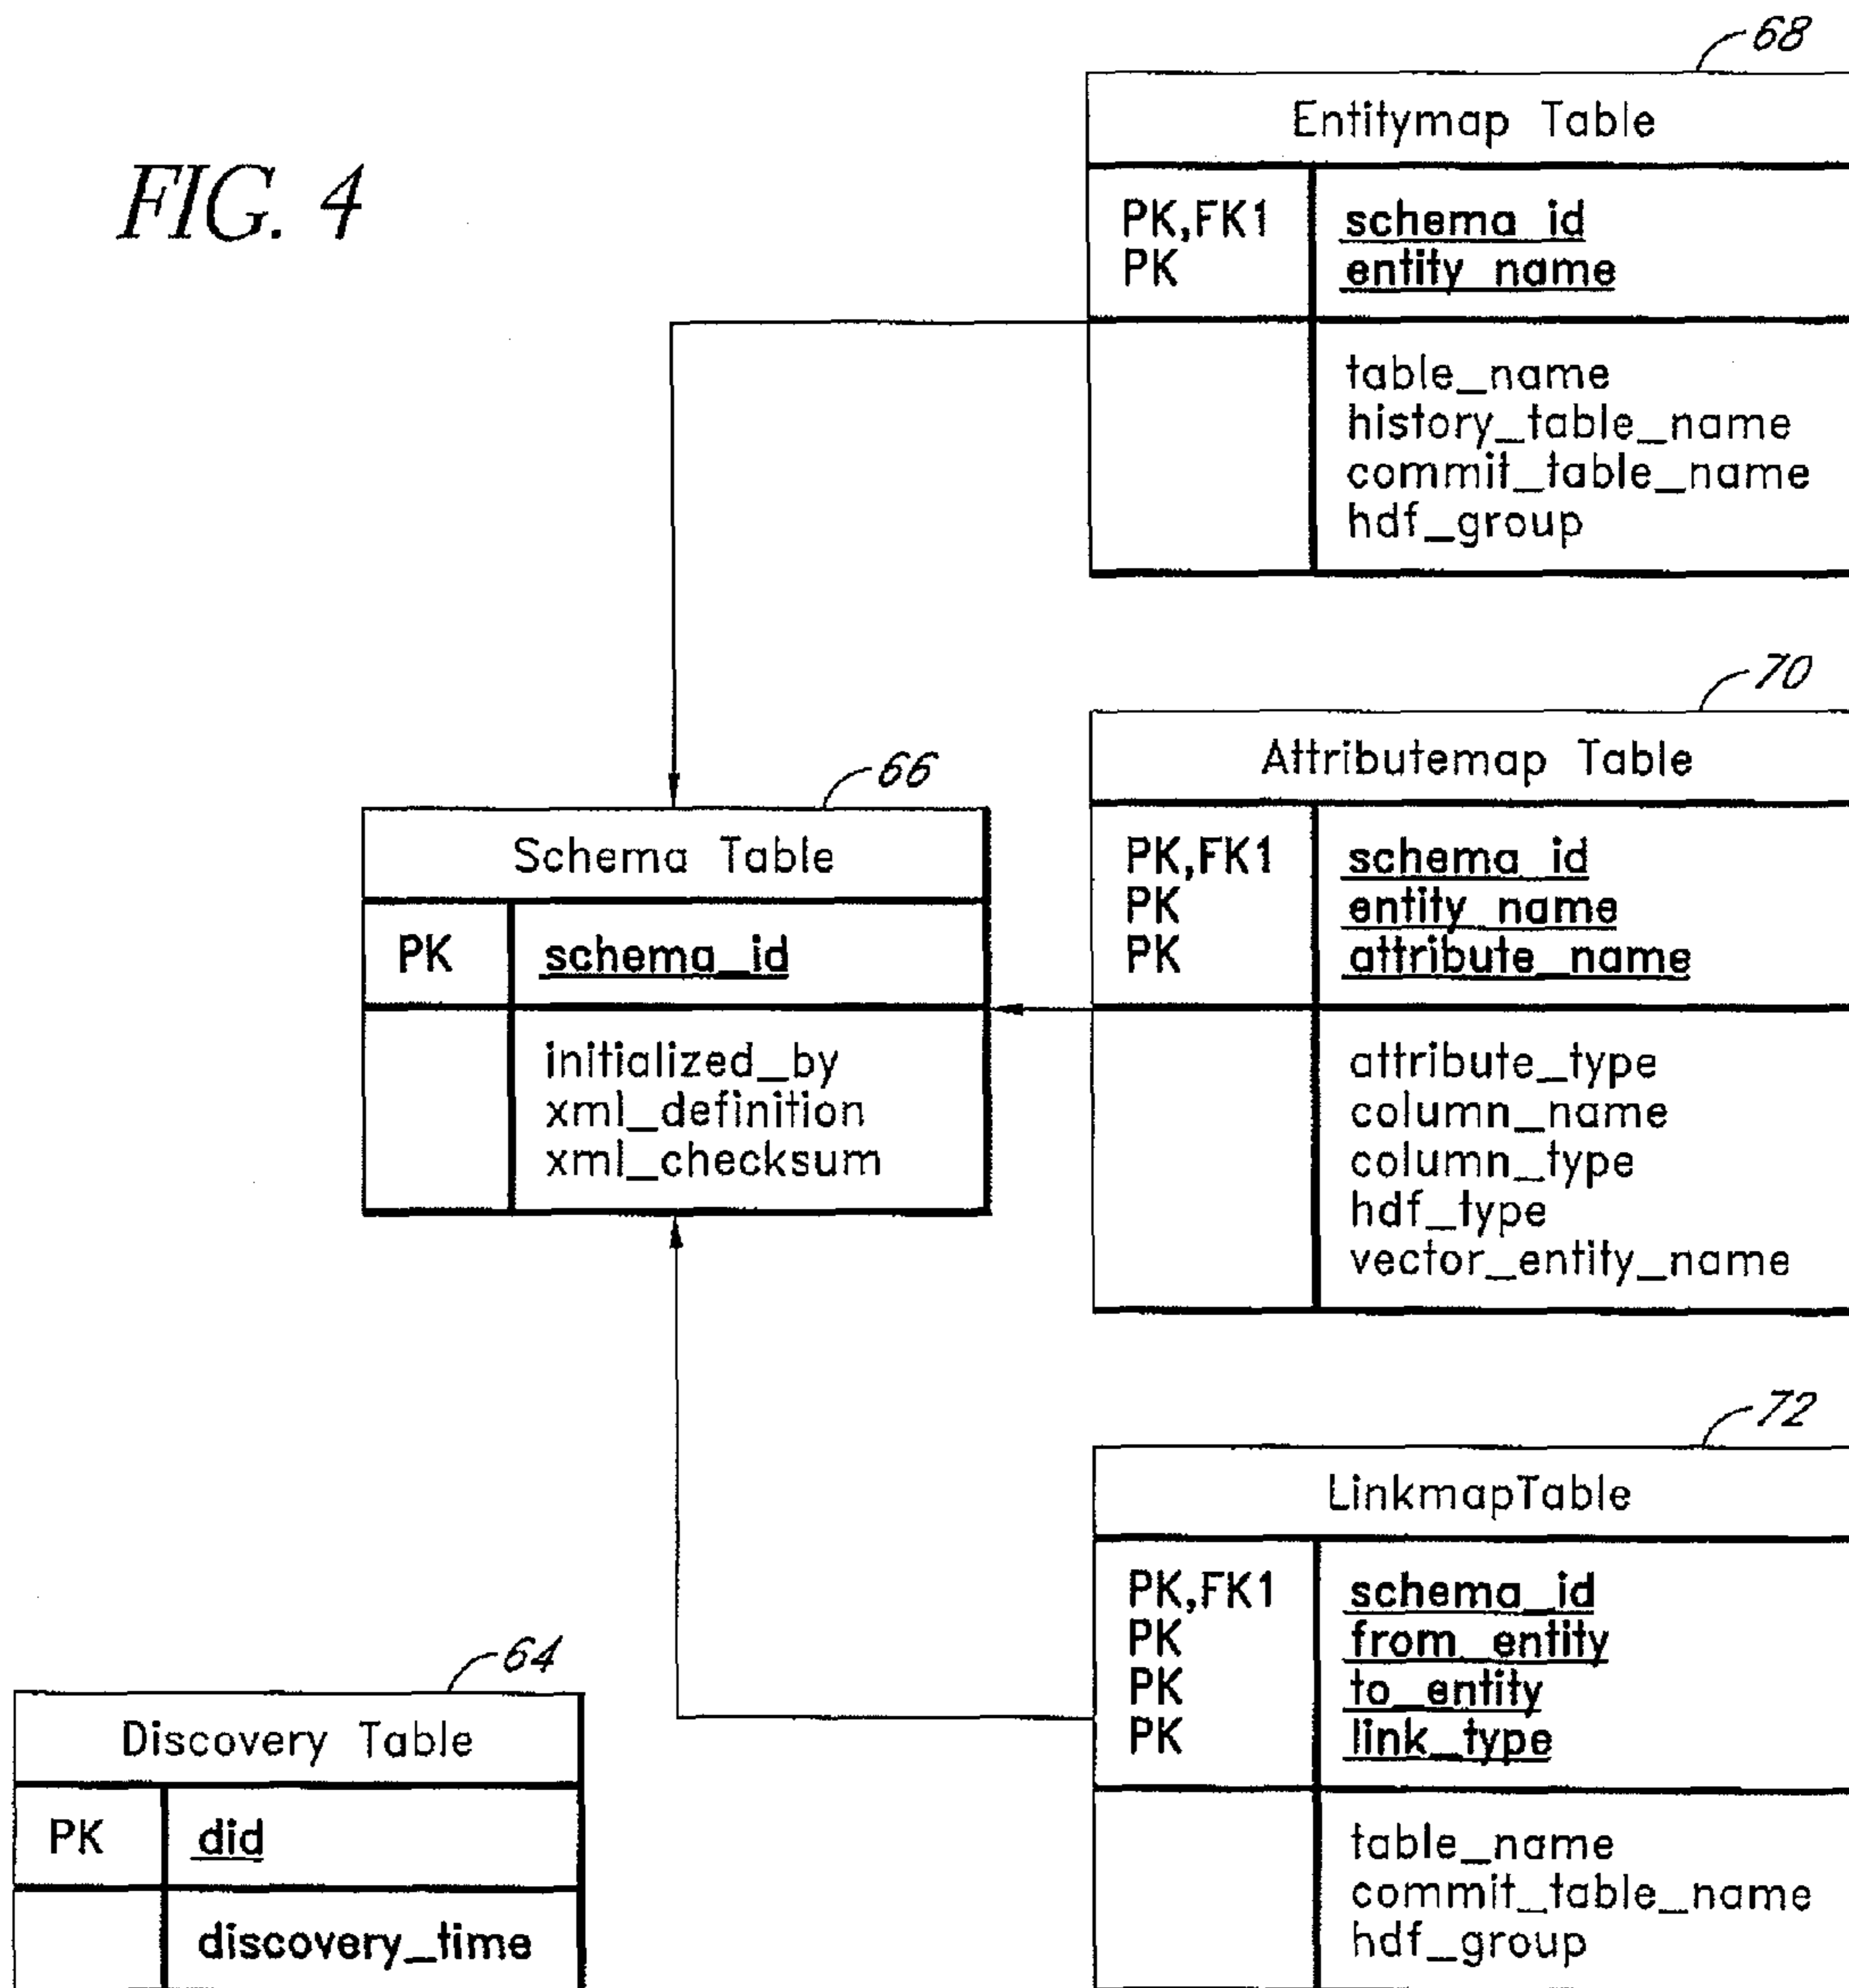 FIG. 4
68
Entitymap Table
PK,FK1 schema_id
PK entity_name
table_name
history_table_name
commit_table_name
hdf_group
70
Attributemap Table
PK,FK1 schema_id
PK entity_name
PK attribute_name
attribute_type
column_name
column_type
hdf_type
vector_entity_name
66
Schema Table
PK schema_id
initialized_by
xml_definition
xml_checksum
72
LinkmapTable
PK,FK1 schema_id
PK from_entity
PK to_entity
PK link_type
table_name
commit_table_name
hdf_group
64
Discovery Table
PK did
discovery_time